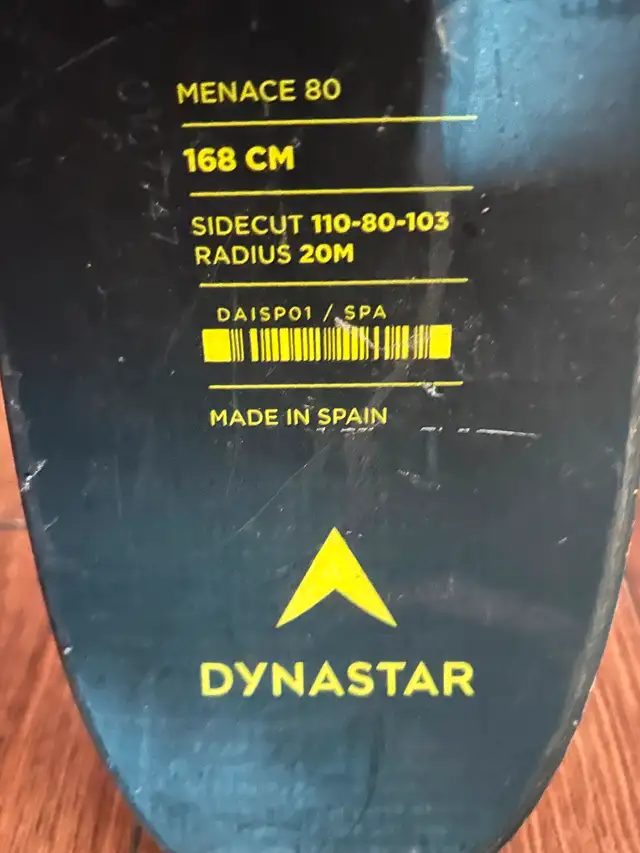 MENACE 80
168 CM
SIDECUT 110-80-103
RADIUS 20M
DAISP01 / SPA
MADE IN SPAIN
DYNASTAR